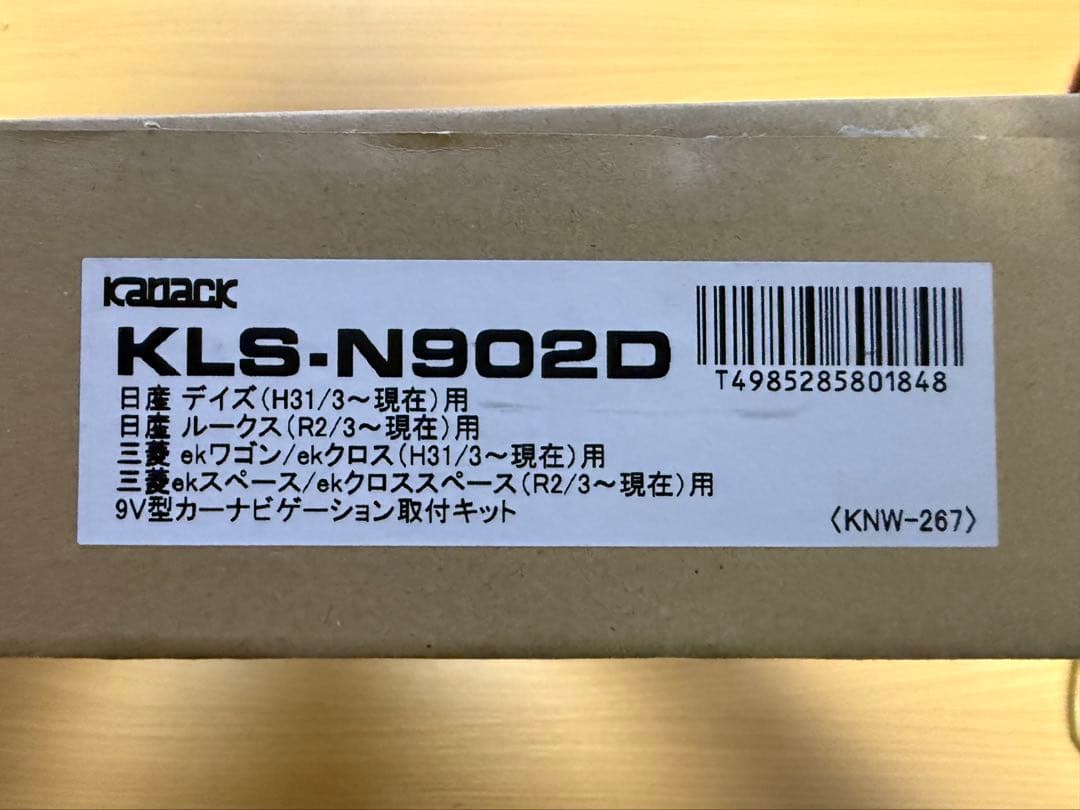 Kanack
KLS-N902D
T4985285801848
日産 デイズ(H31/3~現在)用
日産 ルークス(R2/3~現在)用
三菱 ekワゴン/ekクロス(H31/3~現在)用
三菱ekスペース/ekクロススペース(R2/3~現在)用
9V型カーナビゲーション取付キット
〈KNW-267〉